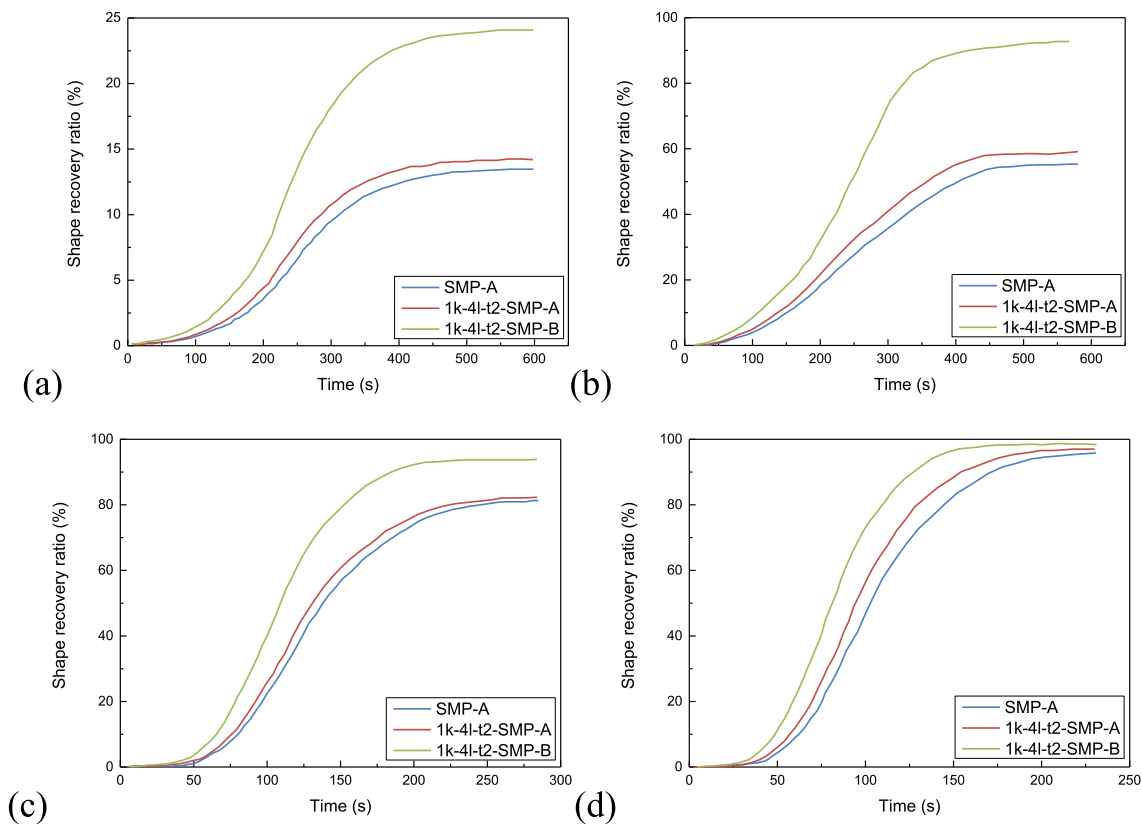 25
20
15
10
5
0
Shape recovery ratio (%)
0 100 200 300 400 500 600
Time (s)
SMP-A
1k-4l-t2-SMP-A
1k-4l-t2-SMP-B
(a)
100
80
60
40
20
0
Shape recovery ratio (%)
0 100 200 300 400 500 600
Time (s)
SMP-A
1k-4l-t2-SMP-A
1k-4l-t2-SMP-B
(b)
100
80
60
40
20
0
Shape recovery ratio (%)
0 50 100 150 200 250 300
Time (s)
SMP-A
1k-4l-t2-SMP-A
1k-4l-t2-SMP-B
(c)
100
80
60
40
20
0
Shape recovery ratio (%)
0 50 100 150 200 250
Time (s)
SMP-A
1k-4l-t2-SMP-A
1k-4l-t2-SMP-B
(d)